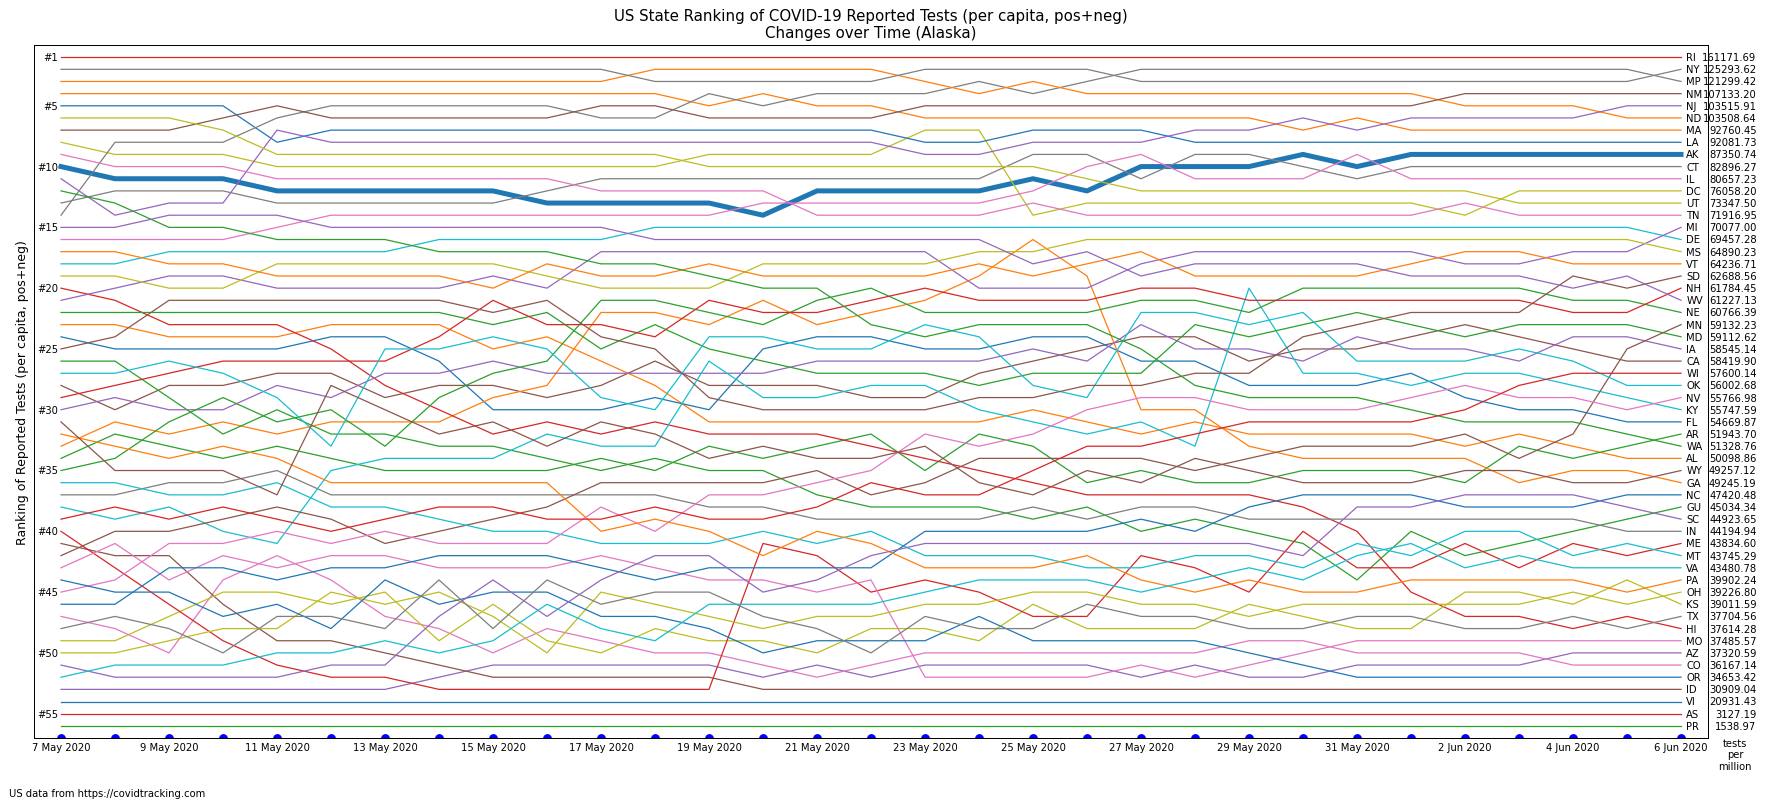 US State Ranking of COVID-19 Reported Tests (per capita, pos+neg)
Changes over Time (Alaska)
Ranking of Reported Tests (per capita, pos+neg)
#1
#5
#10
#15
#20
#25
#30
#35
#40
#45
#50
#55
RI 161171.69
NY 125293.62
MP 121299.42
NM 107133.20
NJ 103515.91
ND 103508.64
MA 92760.45
LA 92081.73
AK 87350.74
CT 82896.27
IL 80657.23
DC 76058.20
UT 73347.50
TN 71916.95
MI 70077.00
DE 69457.28
MS 64890.23
VT 64236.71
SD 62688.56
NH 61784.45
WV 61227.13
NE 60766.39
MN 59132.23
MD 59112.62
IA 58545.14
CA 58419.90
WI 57600.14
OK 56002.68
NV 55766.98
KY 55747.59
FL 54669.87
AR 51943.70
WA 51328.76
AL 50098.86
WY 49257.12
GA 49245.19
NC 47420.48
GU 45034.34
SC 44923.65
IN 44194.94
ME 43834.60
MT 43745.29
VA 43480.78
PA 39902.24
OH 39226.80
KS 39011.59
TX 37704.56
HI 37614.28
MO 37485.57
AZ 37320.59
CO 36167.14
OR 34653.42
ID 30909.04
VI 20931.43
AS 3127.19
PR 1538.97
7 May 2020 9 May 2020 11 May 2020 13 May 2020 15 May 2020 17 May 2020 19 May 2020 21 May 2020 23 May 2020 25 May 2020 27 May 2020 29 May 2020 31 May 2020 2 Jun 2020 4 Jun 2020 6 Jun 2020
tests
per
million
US data from https://covidtracking.com